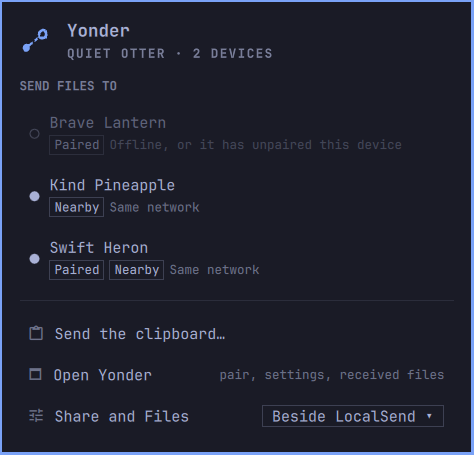 Yonder
QUIET OTTER · 2 DEVICES
SEND FILES TO
Brave Lantern
Paired Offline, or it has unpaired this device
Kind Pineapple
Nearby Same network
Swift Heron
Paired Nearby Same network
Send the clipboard…
Open Yonder pair, settings, received files
Share and Files Beside LocalSend ▾